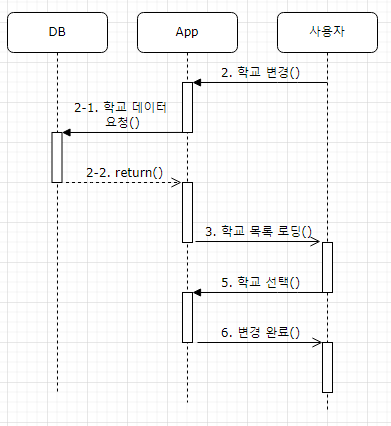 DB
App
사용자
2. 학교 변경()
2-1. 학교 데이터
요청()
2-2. return()
3. 학교 목록 로딩()
5. 학교 선택()
6. 변경 완료()